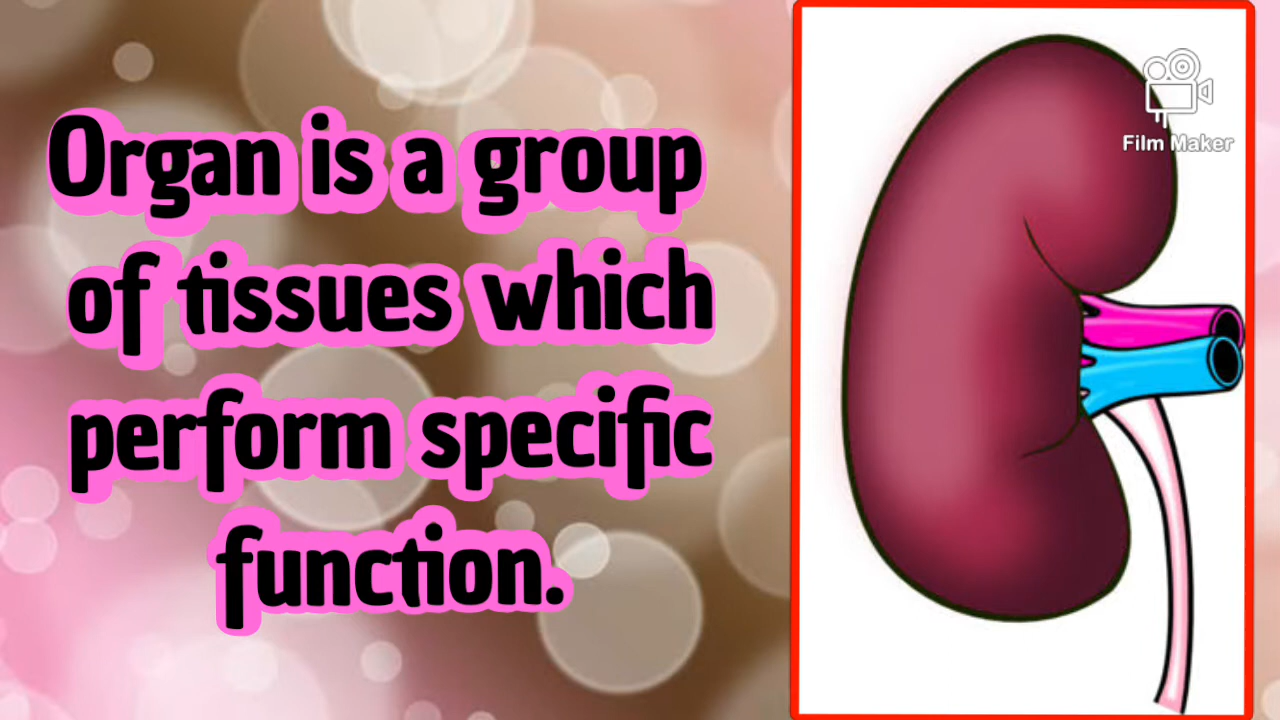 Organ is a group
of tissues which
perform specific
function.
Film Maker